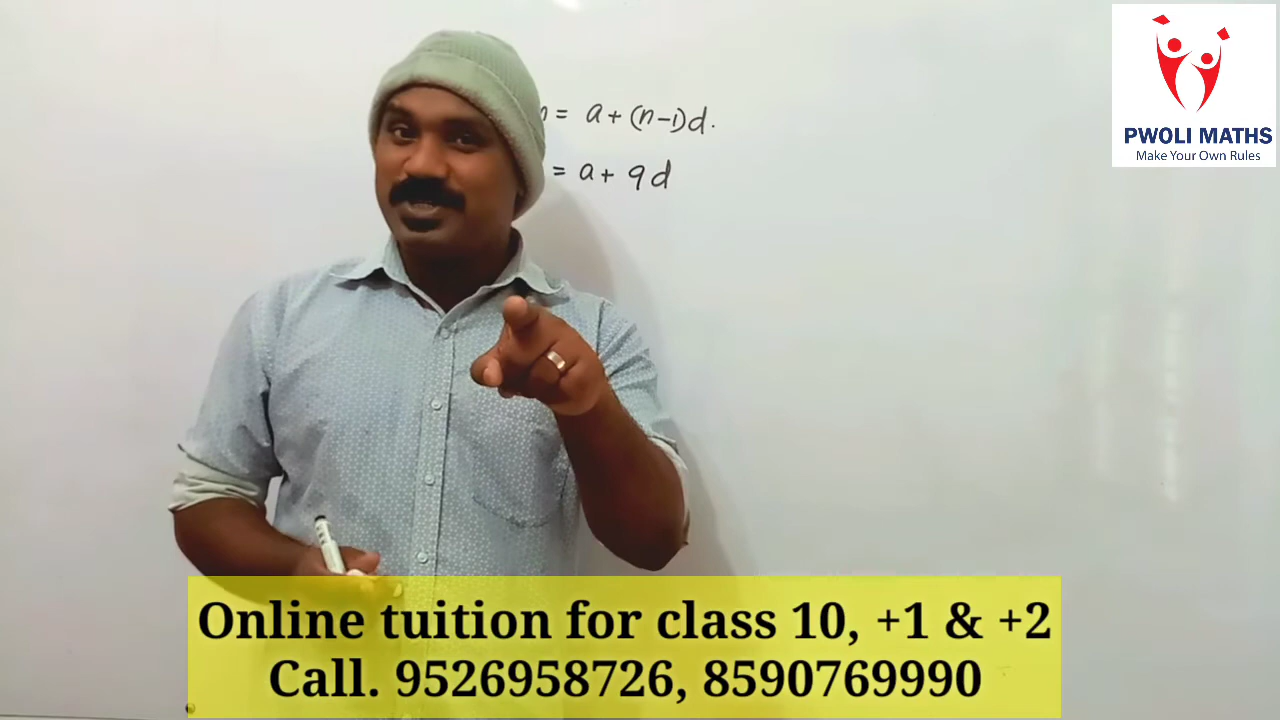 = a + (n-1)d.
= a + 9d
PWOLI MATHS
Make Your Own Rules
Online tuition for class 10, +1 & +2
Call. 9526958726, 8590769990